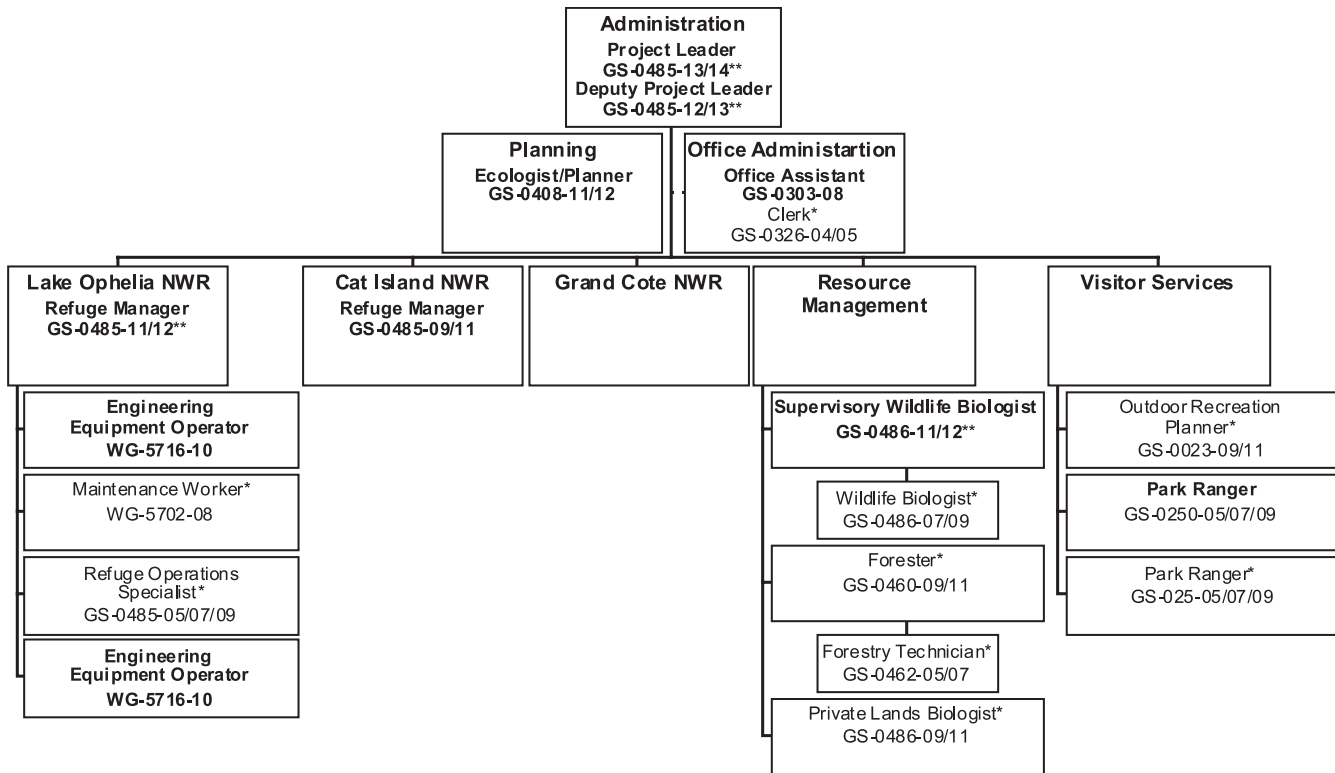 Administration
Project Leader
GS-0485-13/14**
Deputy Project Leader
GS-0485-12/13**
Planning
Ecologist/Planner
GS-0408-11/12
Office Administartion
Office Assistant
GS-0303-08
Clerk*
GS-0326-04/05
Lake Ophelia NWR
Refuge Manager
GS-0485-11/12**
Cat Island NWR
Refuge Manager
GS-0485-09/11
Grand Cote NWR
Resource
Management
Visitor Services
Engineering
Equipment Operator
WG-5716-10
Maintenance Worker*
WG-5702-08
Refuge Operations
Specialist*
GS-0485-05/07/09
Engineering
Equipment Operator
WG-5716-10
Supervisory Wildlife Biologist
GS-0486-11/12**
Wildlife Biologist*
GS-0486-07/09
Forester*
GS-0460-09/11
Forestry Technician*
GS-0462-05/07
Private Lands Biologist*
GS-0486-09/11
Outdoor Recreation
Planner*
GS-0023-09/11
Park Ranger
GS-0250-05/07/09
Park Ranger*
GS-025-05/07/09